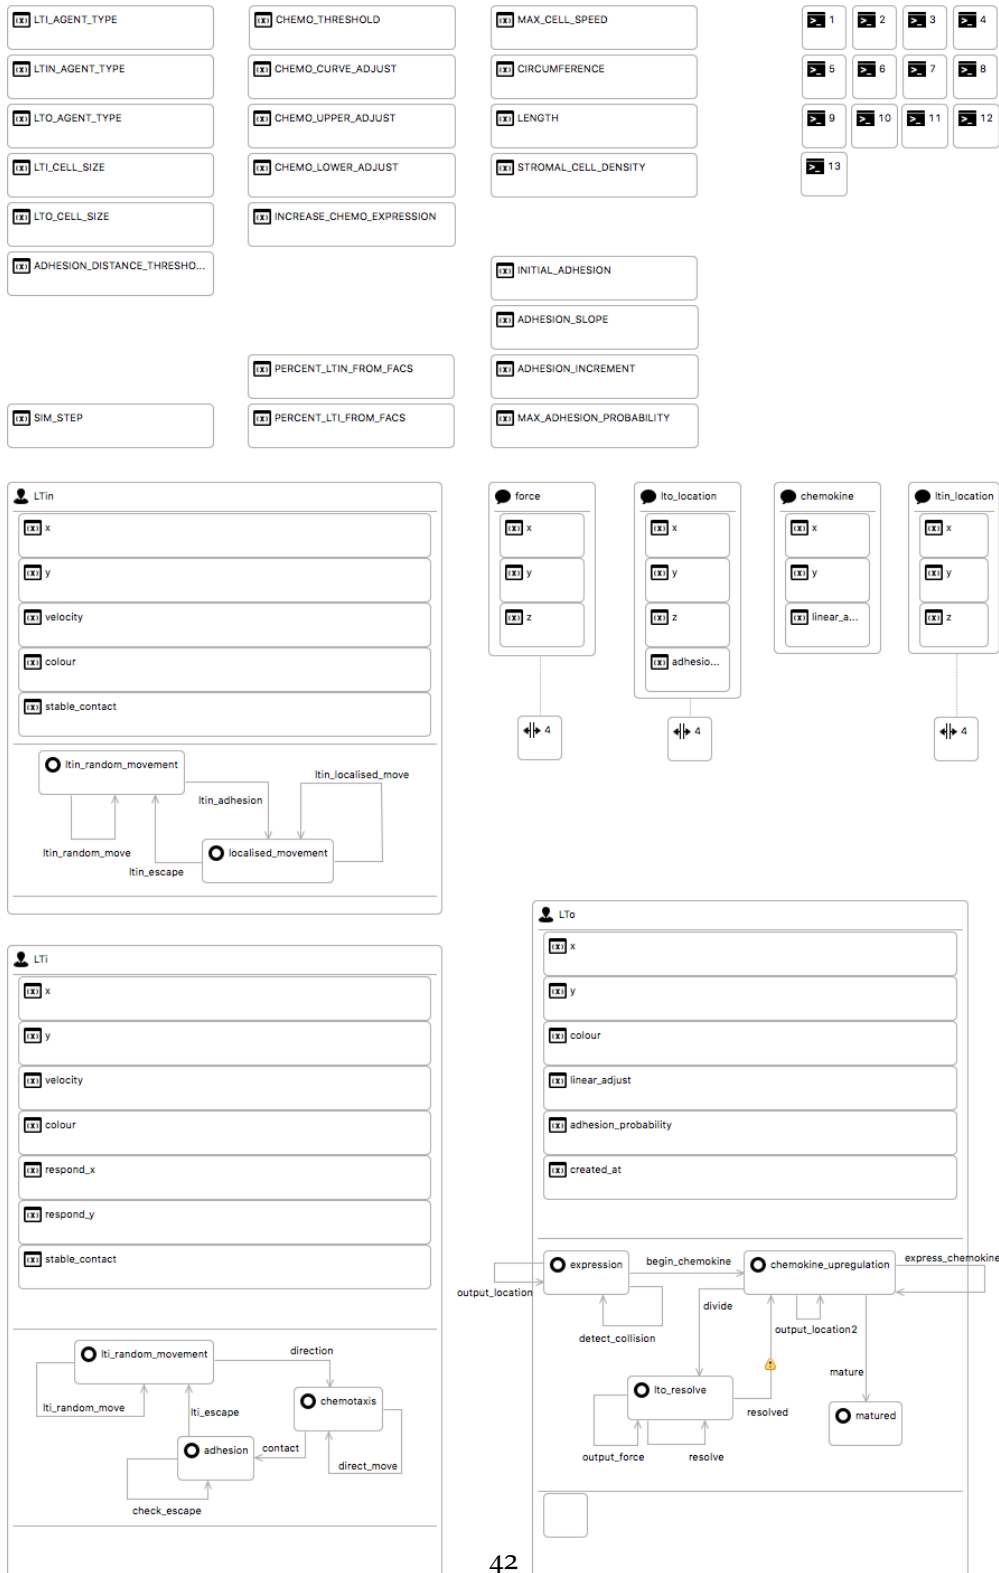 LTI_AGENT_TYPE
LTIN_AGENT_TYPE
LTO_AGENT_TYPE
LTI_CELL_SIZE
LTO_CELL_SIZE
ADHESION_DISTANCE_THRESHO...
SIM_STEP
CHEMO_THRESHOLD
CHEMO_CURVE_ADJUST
CHEMO_UPPER_ADJUST
CHEMO_LOWER_ADJUST
INCREASE_CHEMO_EXPRESSION
PERCENT_LTIN_FROM_FACS
PERCENT_LTI_FROM_FACS
MAX_CELL_SPEED
CIRCUMFERENCE
LENGTH
STROMAL_CELL_DENSITY
INITIAL_ADHESION
ADHESION_SLOPE
ADHESION_INCREMENT
MAX_ADHESION_PROBABILITY
1 2 3 4
5 6 7 8
9 10 11 12
13
LTin
x
y
velocity
colour
stable_contact
ltin_random_movement
ltin_localised_move
ltin_adhesion
ltin_random_move
localised_movement
ltin_escape
force
x
y
z
4
lto_location
x
y
z
adhesio...
4
chemokine
x
y
linear_a...
ltin_location
x
y
z
4
LTi
x
y
velocity
colour
respond_x
respond_y
stable_contact
lti_random_movement
direction
lti_random_move
lti_escape
chemotaxis
adhesion
contact
direct_move
check_escape
LTo
x
y
colour
linear_adjust
adhesion_probability
created_at
expression
begin_chemokine
chemokine_upregulation
express_chemokine
output_location
detect_collision
divide
output_location2
mature
lto_resolve
resolved
matured
output_force
resolve
42